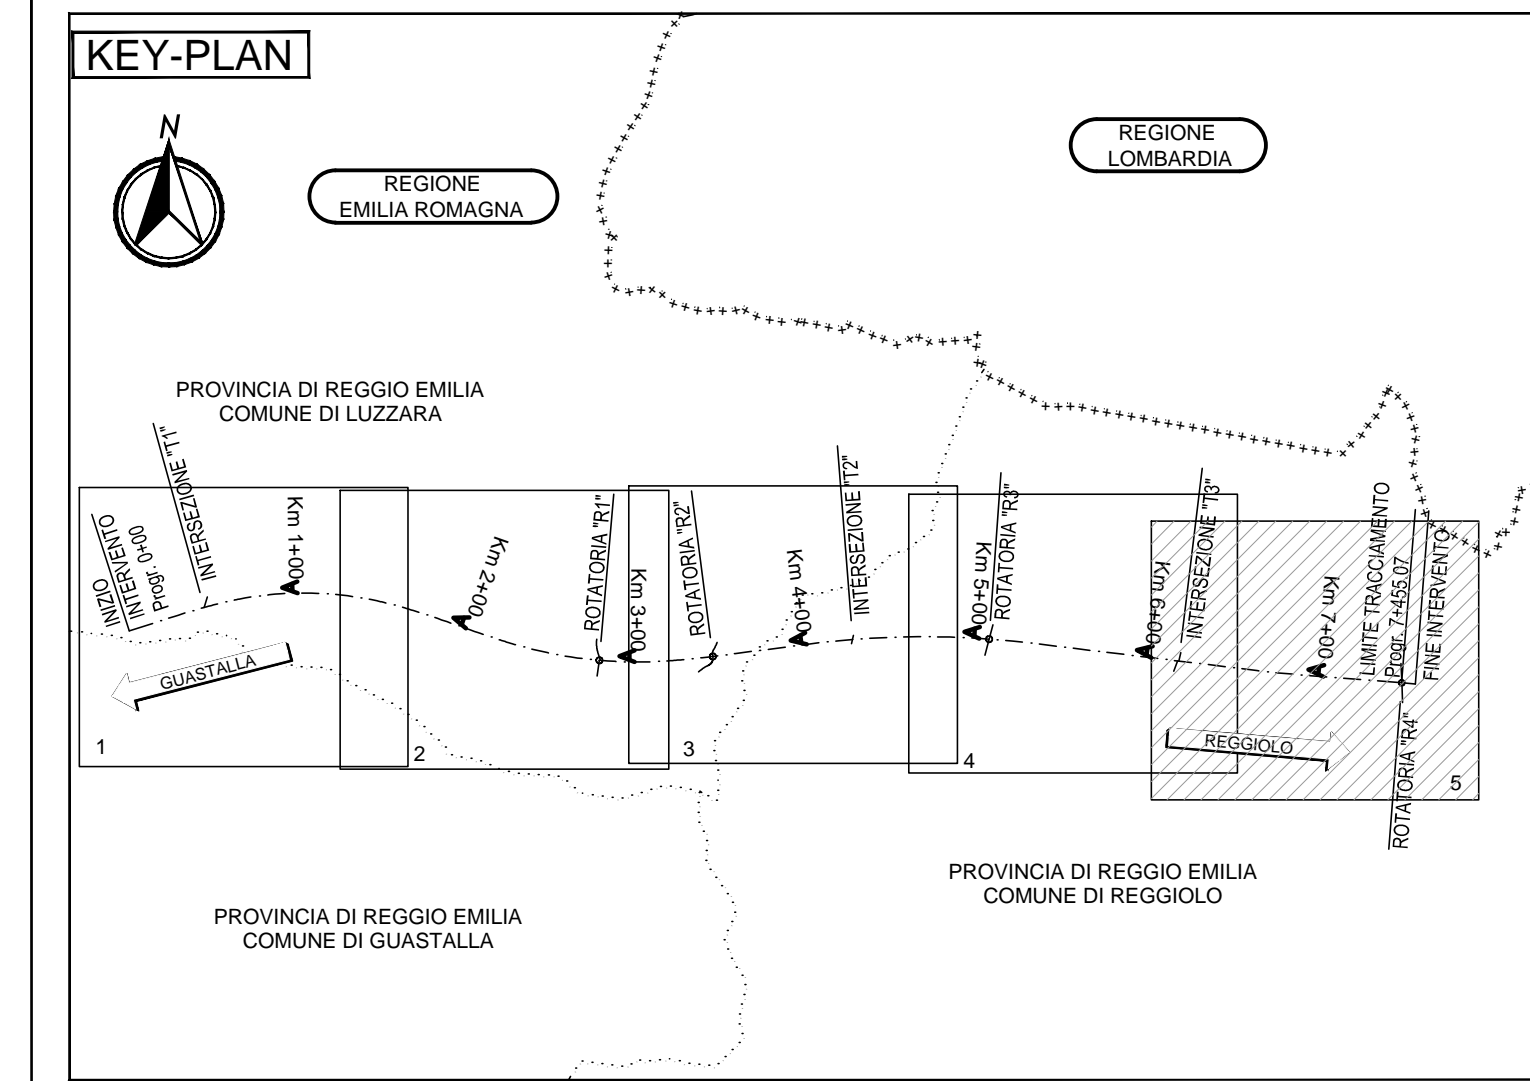 KEY-PLAN
N
REGIONE
EMILIA ROMAGNA
REGIONE
LOMBARDIA
PROVINCIA DI REGGIO EMILIA
COMUNE DI LUZZARA
INIZIO
INTERVENTO
Progr. 0+00
INTERSEZIONE "T1"
Km 1+00
Km 2+00
ROTATORIA "R1"
Km 3+00
ROTATORIA "R2"
Km 4+00
INTERSEZIONE "T2"
Km 5+00
ROTATORIA "R3"
Km 6+00
INTERSEZIONE "T3"
Km 7+00
LIMITE TRACCIAMENTO
Progr. 7+455.07
FINE INTERVENTO
ROTATORIA "R4"
GUASTALLA
REGGIOLO
1
2
3
4
5
PROVINCIA DI REGGIO EMILIA
COMUNE DI REGGIOLO
PROVINCIA DI REGGIO EMILIA
COMUNE DI GUASTALLA